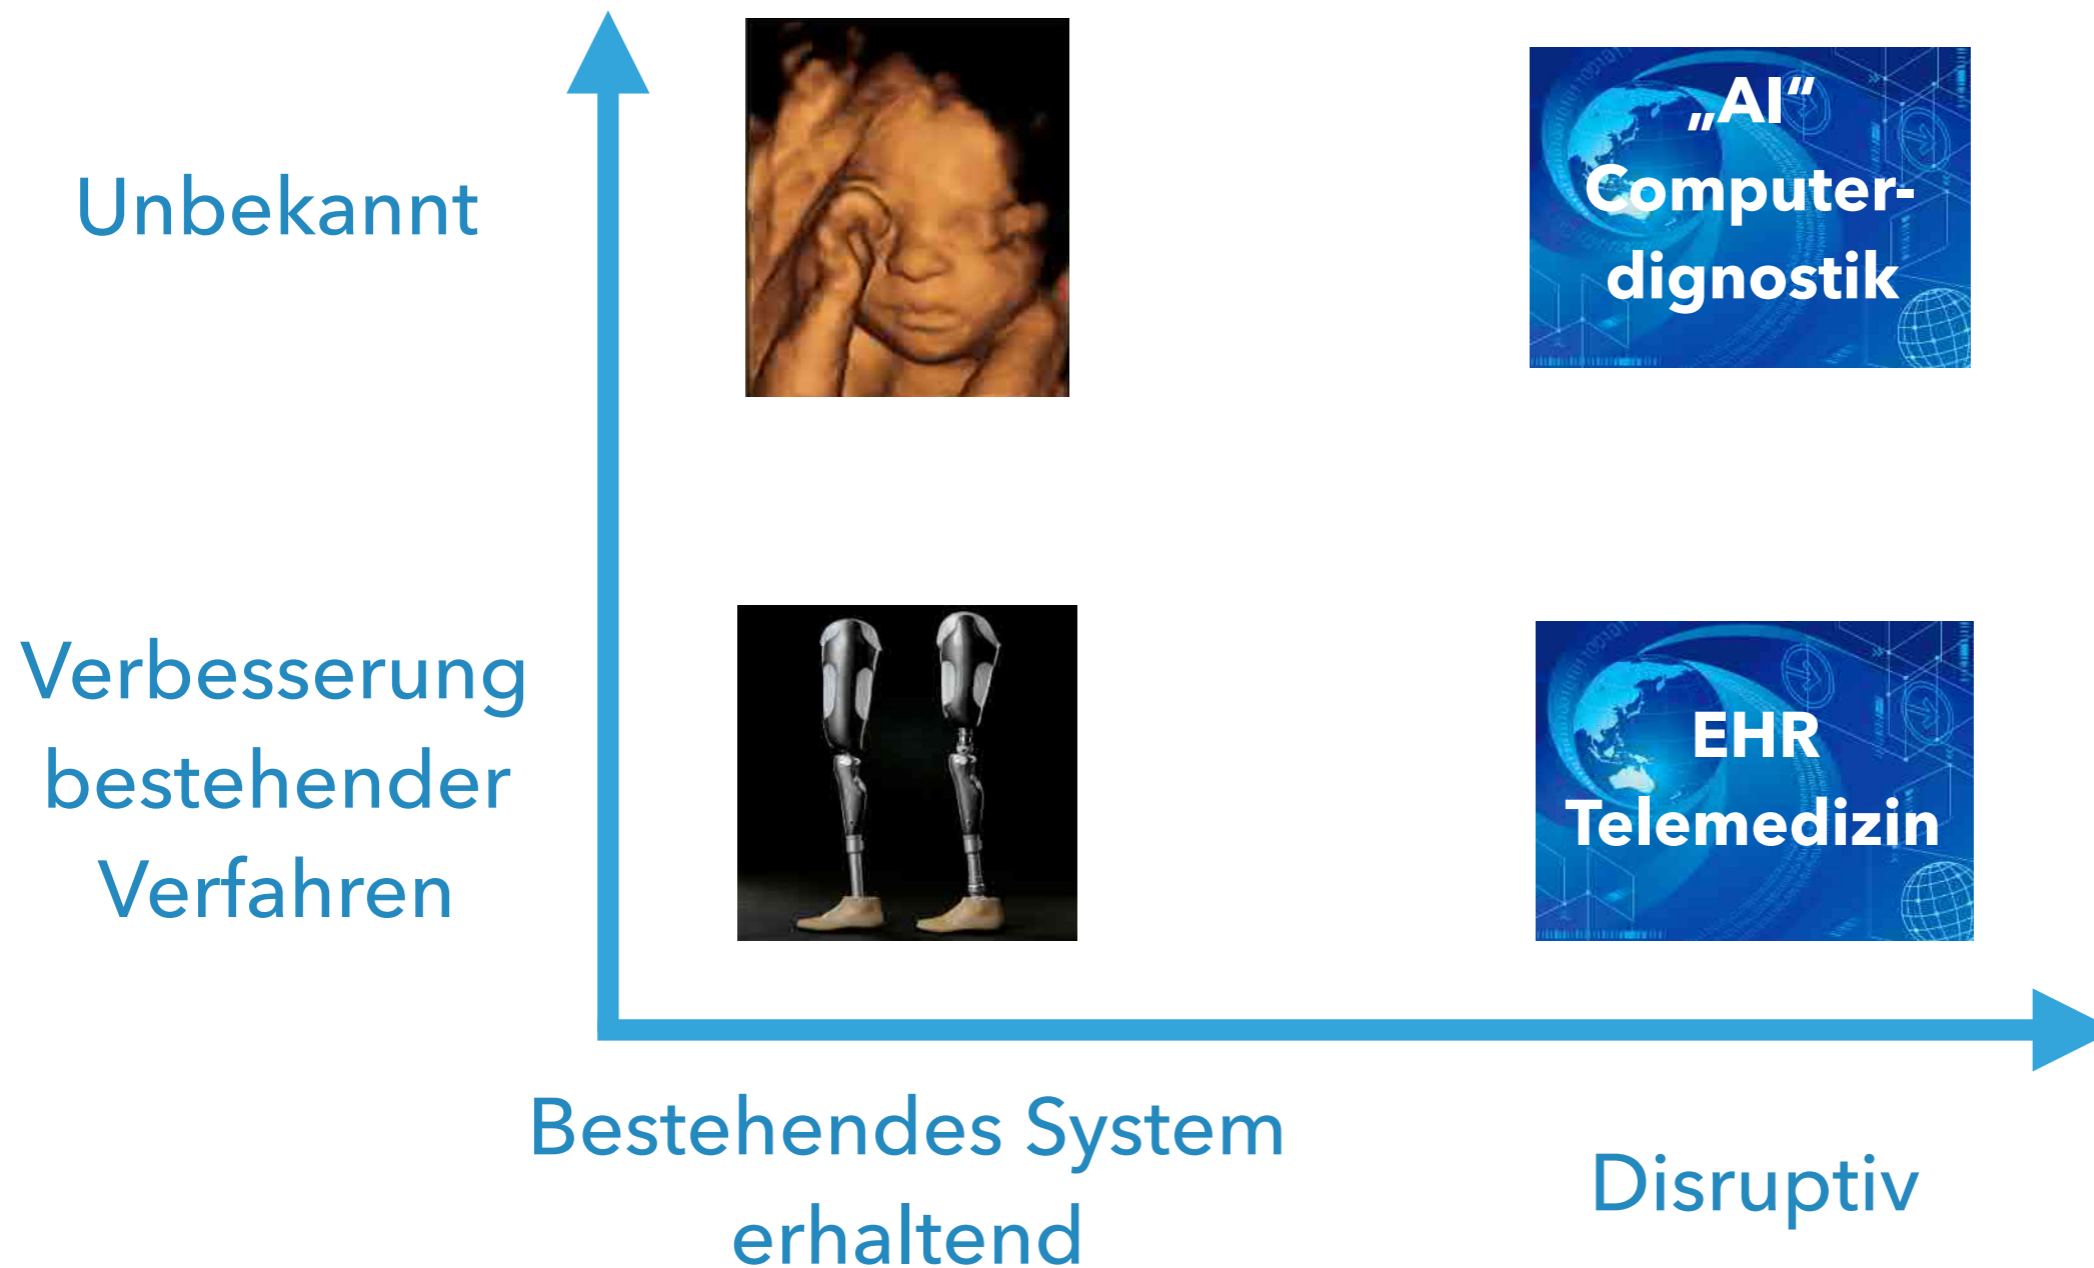 Unbekannt
„AI“
Computer-
dignostik
Verbesserung
bestehender
Verfahren
EHR
Telemedizin
Bestehendes System
erhaltend
Disruptiv